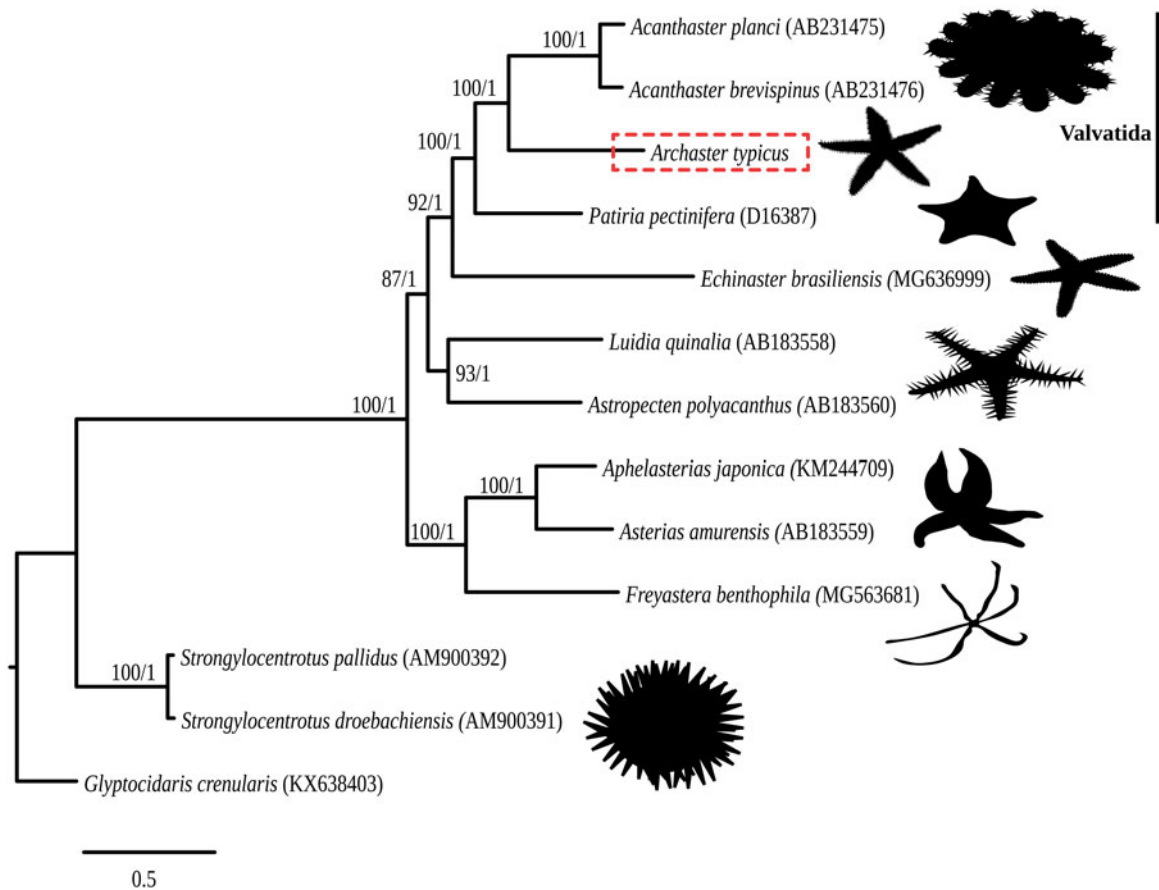 Acanthaster planci (AB231475)
100/1
Acanthaster brevispinus (AB231476)
100/1
Valvatida
Archaster typicus
100/1
Patiria pectinifera (D16387)
92/1
Echinaster brasiliensis (MG636999)
87/1
Luidia quinalia (AB183558)
93/1
Astropecten polyacanthus (AB183560)
100/1
Aphelasterias japonica (KM244709)
100/1
Asterias amurensis (AB183559)
100/1
Freyastera benthophila (MG563681)
Strongylocentrotus pallidus (AM900392)
100/1
Strongylocentrotus droebachiensis (AM900391)
Glyptocidaris crenularis (KX638403)
0.5